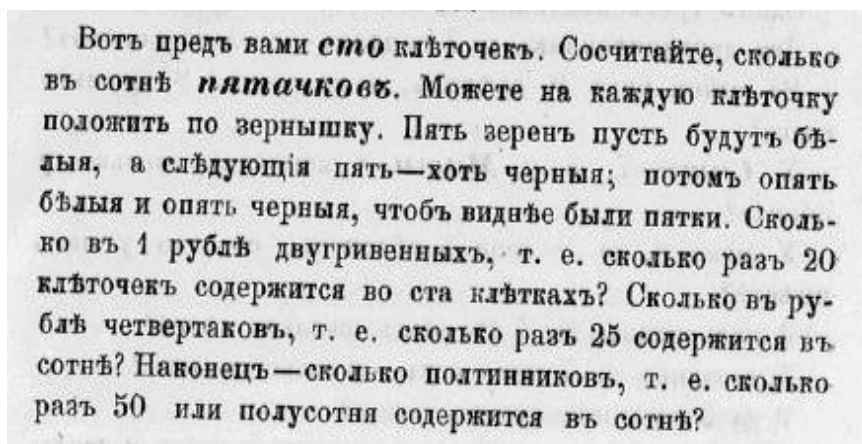 Вотъ предъ вами сто клѣточекъ. Сосчитайте, сколько
въ сотнѣ пятачковъ. Можете на каждую клѣточку
положить по зернышку. Пять зеренъ пусть будутъ бѣ-
лыя, а слѣдующія пять—хоть черныя; потомъ опять
бѣлыя и опять черныя, чтобъ виднѣе были пятки. Сколь-
ко въ 1 рублѣ двугривенныхъ, т. е. сколько разъ 20
клѣточекъ содержится во ста клѣткахъ? Сколько въ ру-
блѣ четвертаковъ, т. е. сколько разъ 25 содержится въ
сотнѣ? Наконецъ—сколько полтинниковъ, т. е. сколько
разъ 50 или полусотня содержится въ сотнѣ?